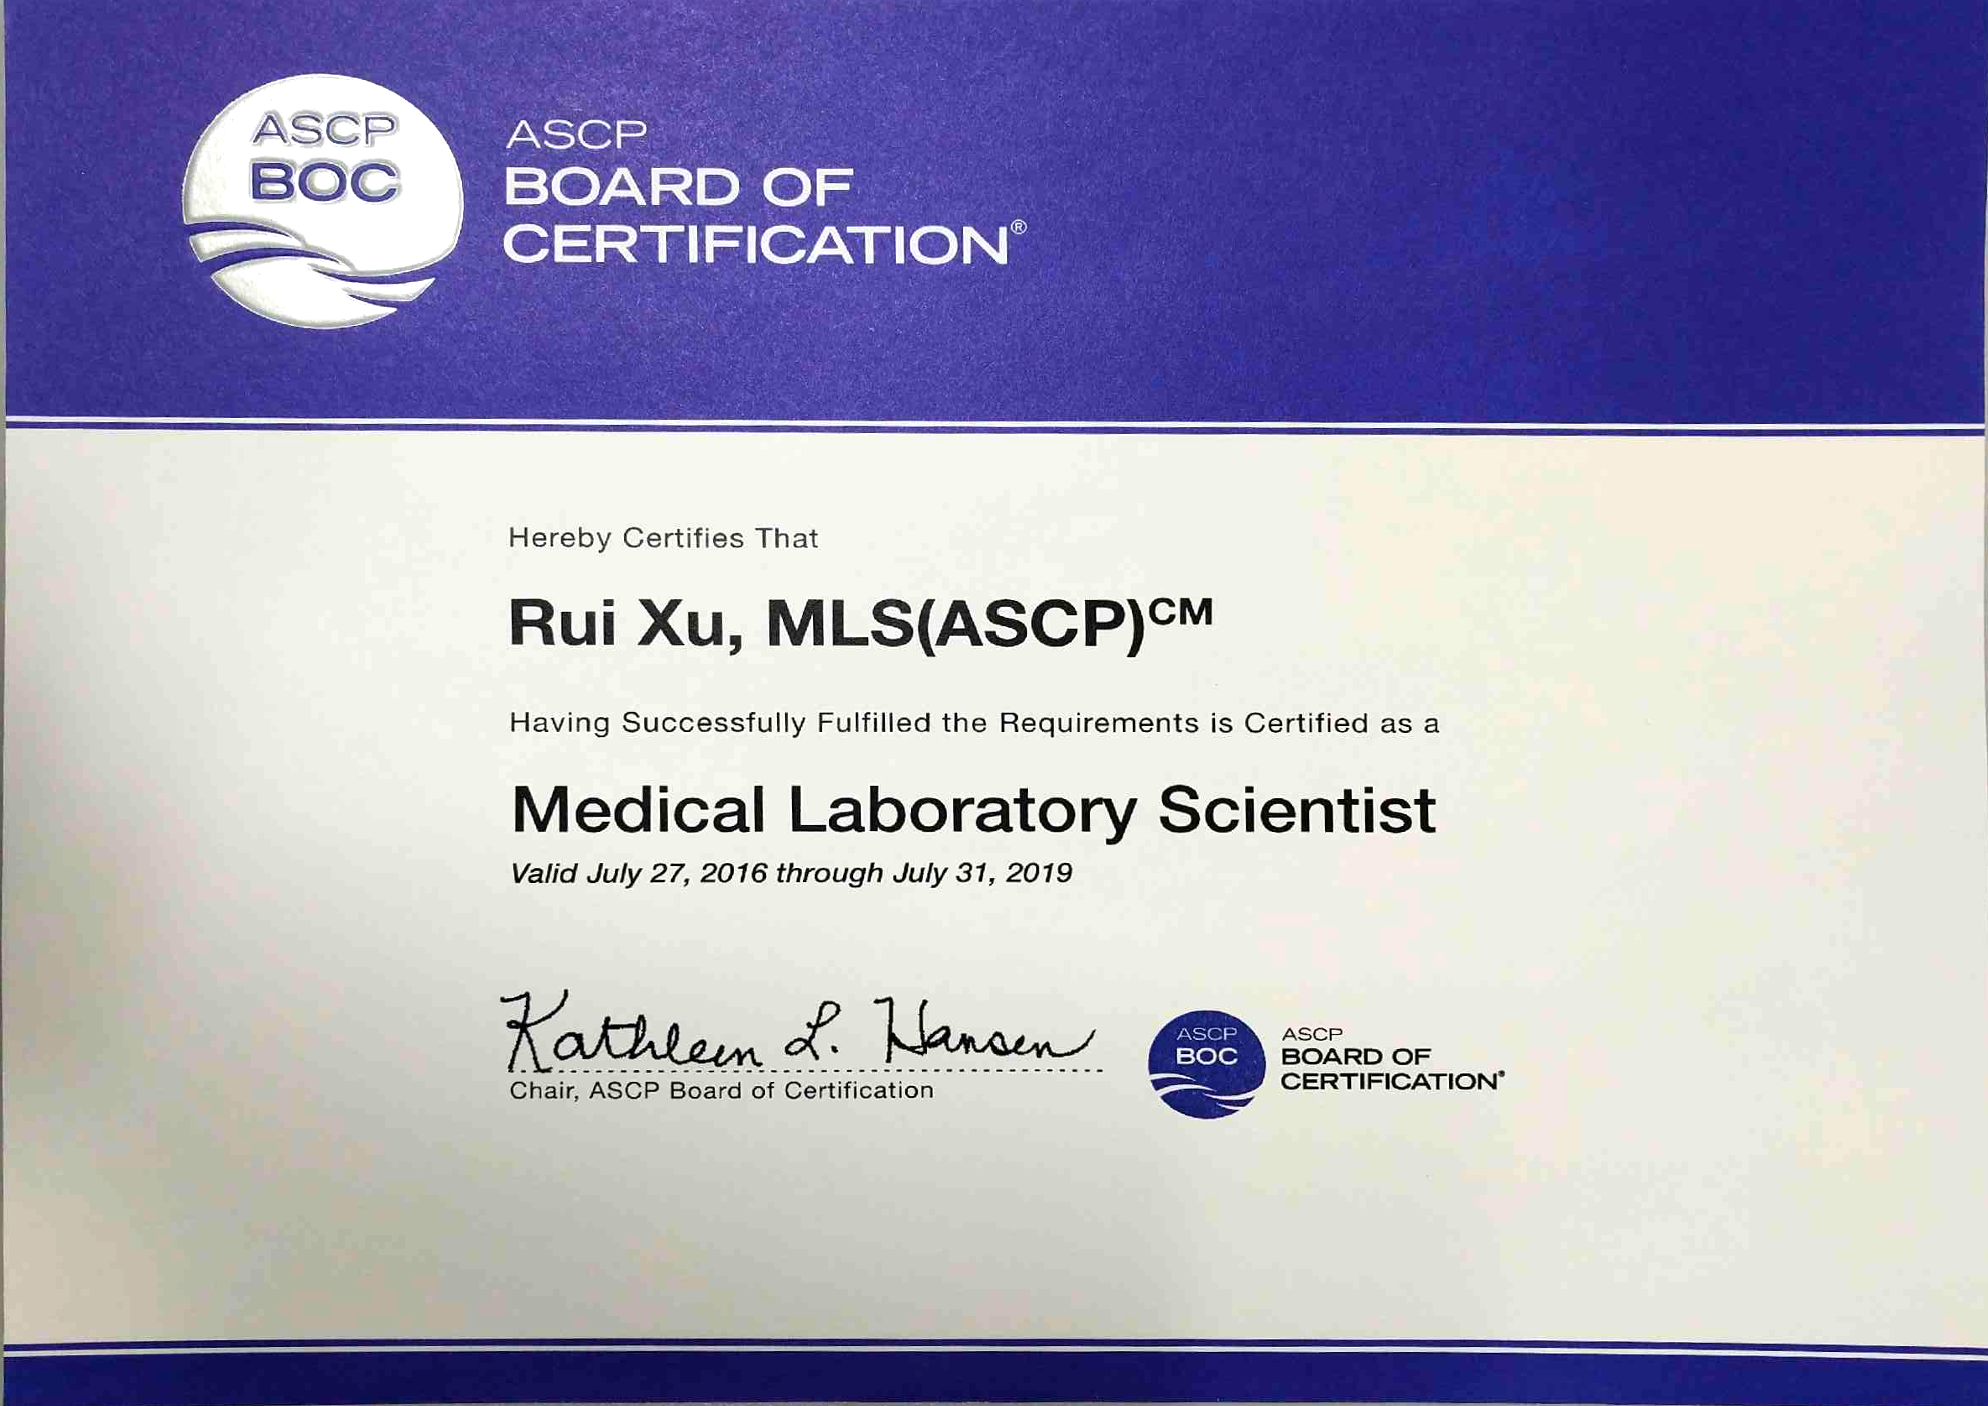 ASCP
BOC
ASCP
BOARD OF
CERTIFICATION®
Hereby Certifies That
Rui Xu, MLS(ASCP)ᶜᴹ
Having Successfully Fulfilled the Requirements is Certified as a
Medical Laboratory Scientist
Valid July 27, 2016 through July 31, 2019
Kathleen L. Hansen
Chair, ASCP Board of Certification
ASCP
BOC
ASCP
BOARD OF
CERTIFICATION®